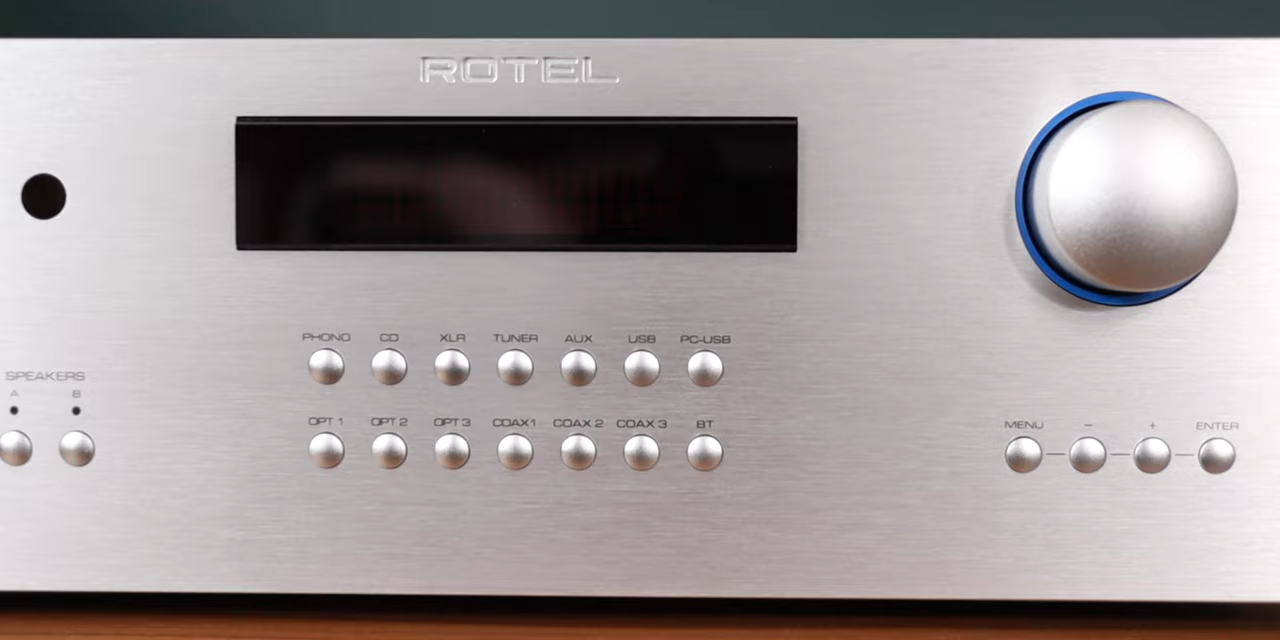 ROTEL
PHONO CD XLR TUNER AUX USB PC-USB
SPEAKERS
A B
OPT 1 OPT 2 OPT 3 COAX1 COAX 2 COAX 3 BT
MENU − + ENTER